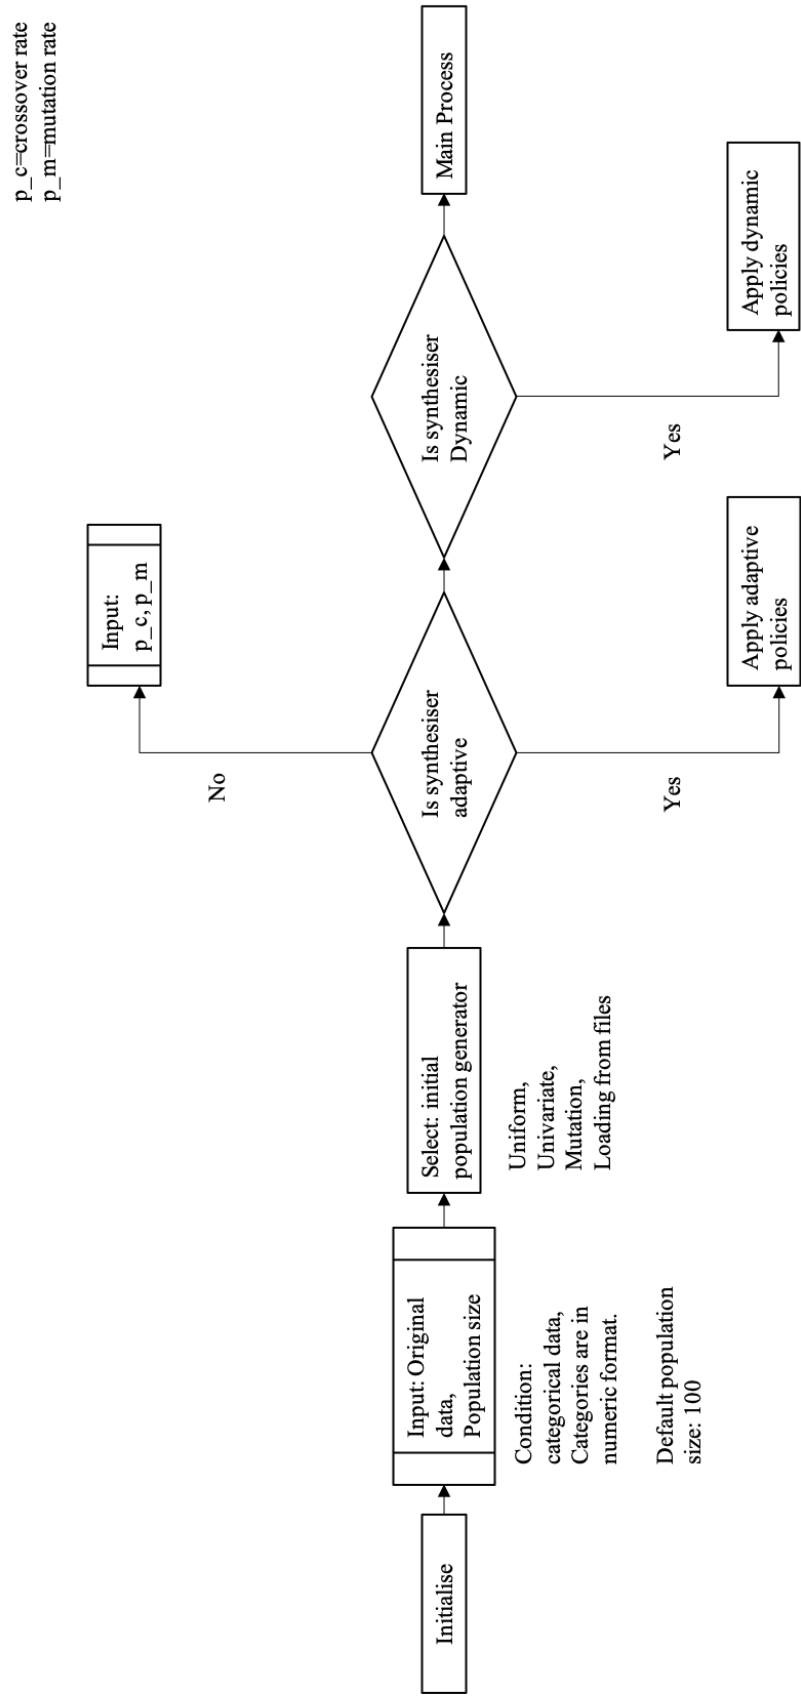 p_c=crossover rate
p_m=mutation rate
Initialise
Input: Original
data,
Population size
Condition:
categorical data,
Categories are in
numeric format.
Default population
size: 100
Select: initial
population generator
Uniform,
Univariate,
Mutation,
Loading from files
Is synthesiser
adaptive
No
Input:
p_c, p_m
Yes
Apply adaptive
policies
Is synthesiser
Dynamic
Yes
Apply dynamic
policies
Main Process